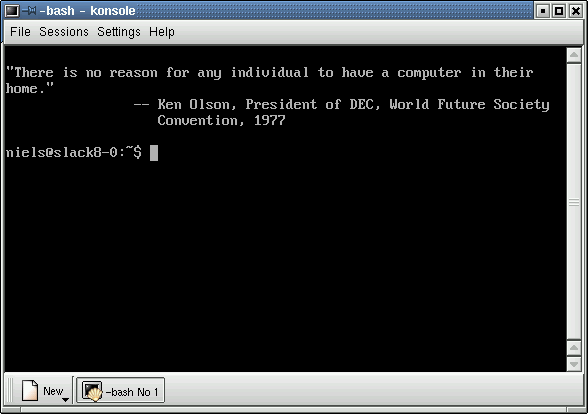 -bash - konsole
File Sessions Settings Help
"There is no reason for any individual to have a computer in their
home."
-- Ken Olson, President of DEC, World Future Society
Convention, 1977
niels@slack8-0:~$
New
-bash No 1